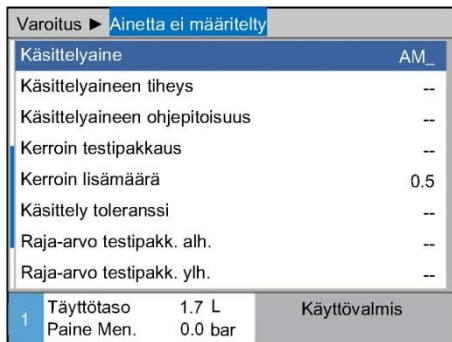 Varoitus ► Ainetta ei määritelty
Käsittelyaine AM_
Käsittelyaineen tiheys --
Käsittelyaineen ohjepitoisuus --
Kerroin testipakkaus --
Kerroin lisämäärä 0.5
Käsittely toleranssi --
Raja-arvo testipakk. alh. --
Raja-arvo testipakk. ylh. --
1 Täyttötaso 1.7 L Käyttövalmis
Paine Men. 0.0 bar